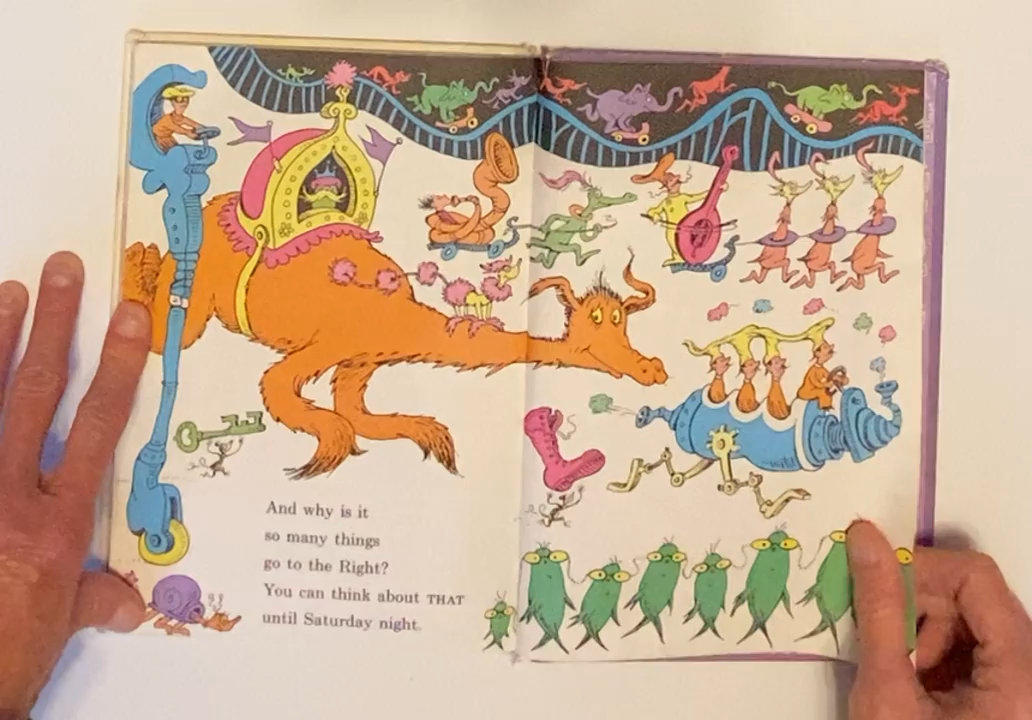 And why is it
so many things
go to the Right?
You can think about THAT
until Saturday night.